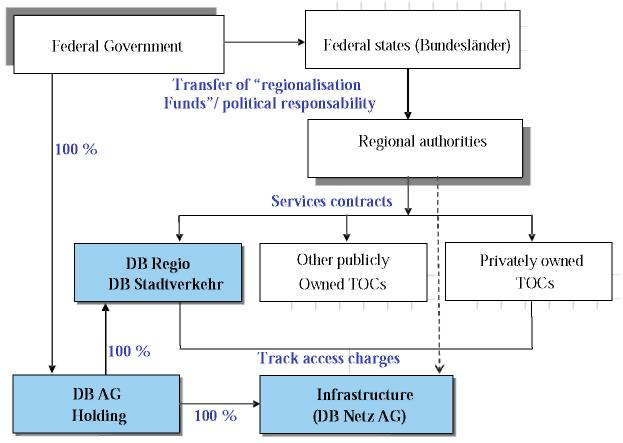 Federal Government
Federal states (Bundesländer)
Transfer of “regionalisation
Funds”/ political responsability
Regional authorities
100 %
Services contracts
DB Regio
DB Stadtverkehr
Other publicly
Owned TOCs
Privately owned
TOCs
100 %
Track access charges
DB AG
Holding
100 %
Infrastructure
(DB Netz AG)